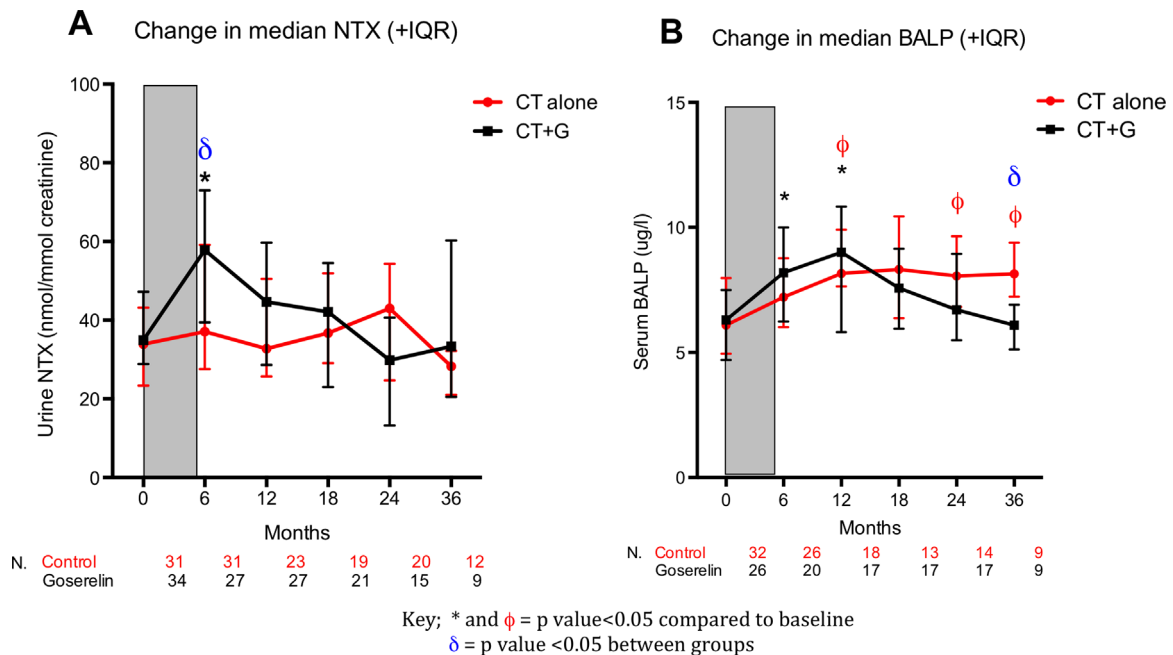 A
Change in median NTX (+IQR)
100
80
60
40
20
0
Urine NTX (nmol/mmol creatinine)
CT alone
CT+G
δ
*
0 6 12 18 24 36
Months
N. Control 31 31 23 19 20 12
Goserelin 34 27 27 21 15 9
B
Change in median BALP (+IQR)
15
10
5
0
Serum BALP (ug/l)
CT alone
CT+G
ϕ
*
*
ϕ
δ
ϕ
0 6 12 18 24 36
Months
N. Control 32 26 18 13 14 9
Goserelin 26 20 17 17 17 9
Key; * and ϕ = p value<0.05 compared to baseline
δ = p value <0.05 between groups